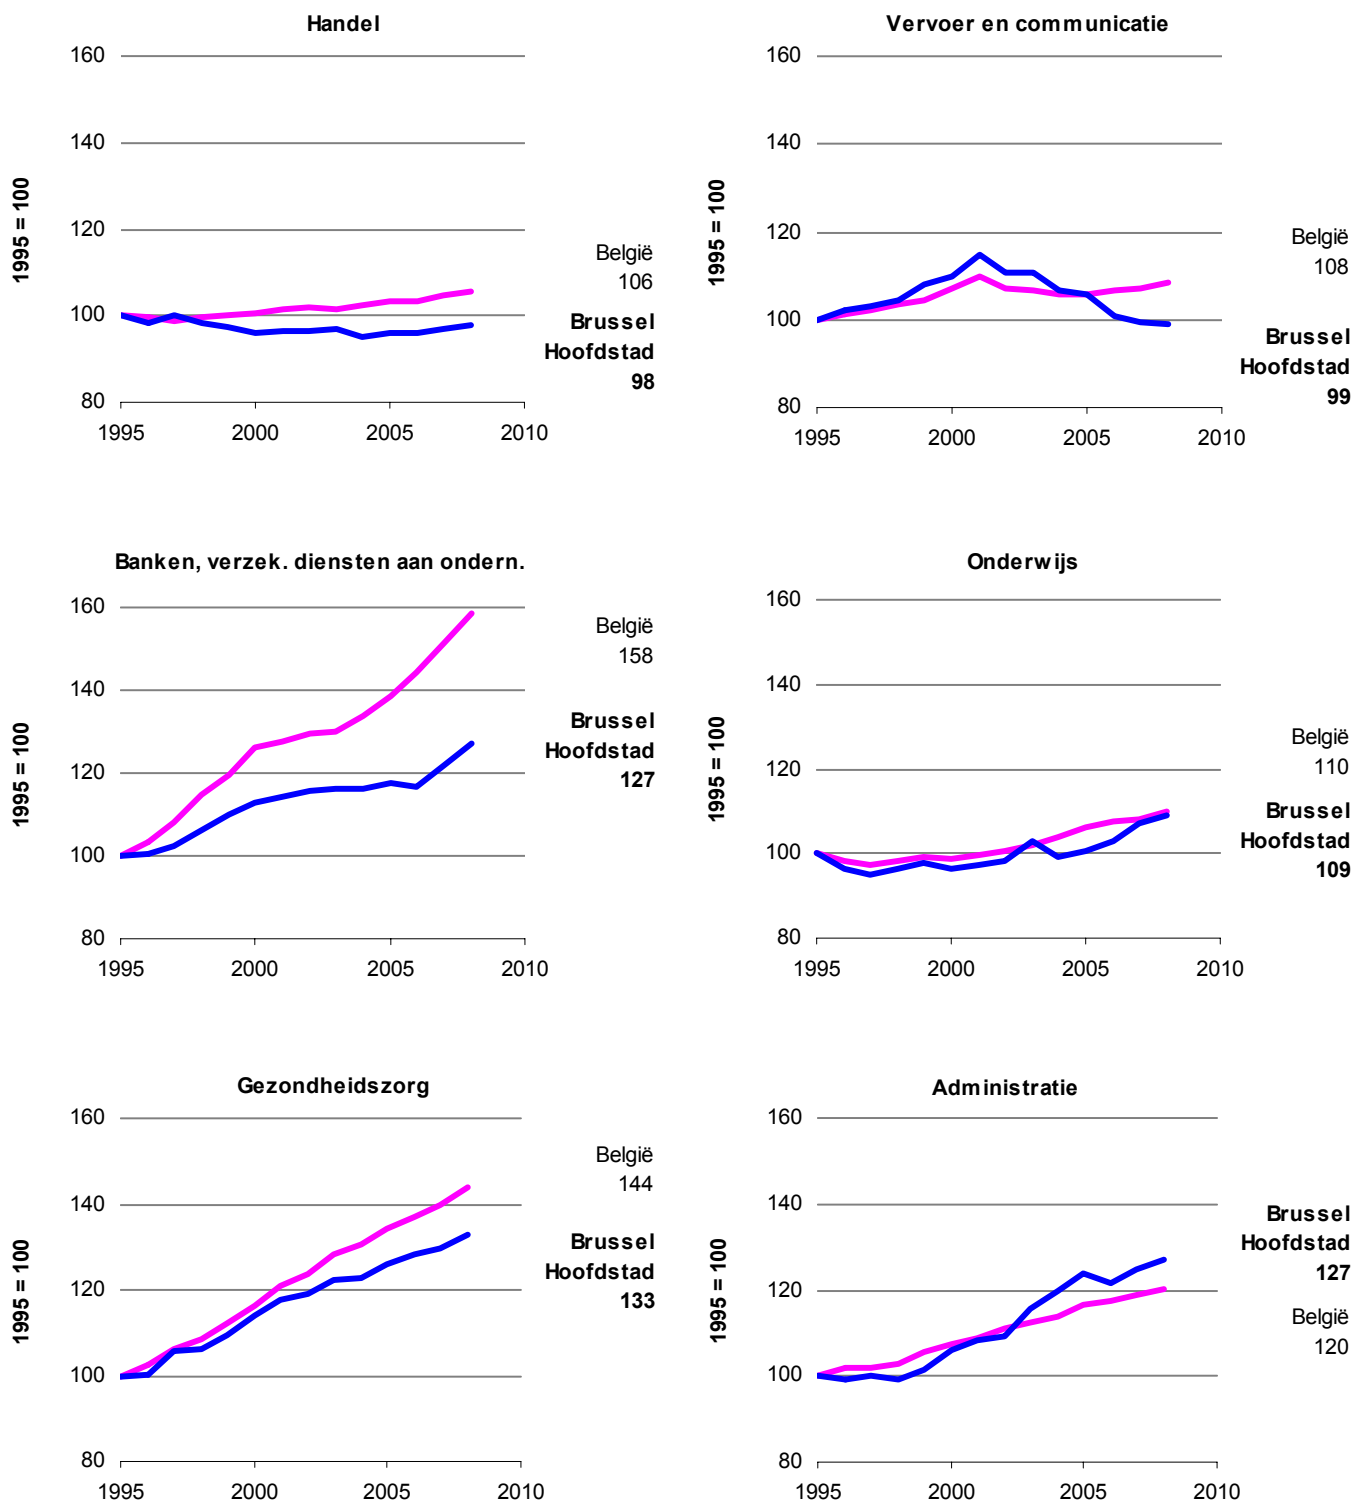 Handel
160
140
120
100
80
1995 = 100
1995 2000 2005 2010
België
106
Brussel
Hoofdstad
98
Vervoer en communicatie
160
140
120
100
80
1995 = 100
1995 2000 2005 2010
België
108
Brussel
Hoofdstad
99
Banken, verzek. diensten aan ondern.
160
140
120
100
80
1995 = 100
1995 2000 2005 2010
België
158
Brussel
Hoofdstad
127
Onderwijs
160
140
120
100
80
1995 = 100
1995 2000 2005 2010
België
110
Brussel
Hoofdstad
109
Gezondheidszorg
160
140
120
100
80
1995 = 100
1995 2000 2005 2010
België
144
Brussel
Hoofdstad
133
Administratie
160
140
120
100
80
1995 = 100
1995 2000 2005 2010
Brussel
Hoofdstad
127
België
120